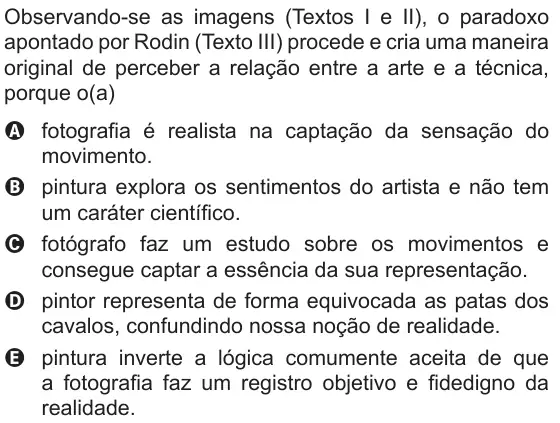 Observando-se as imagens (Textos I e II), o paradoxo
apontado por Rodin (Texto III) procede e cria uma maneira
original de perceber a relação entre a arte e a técnica,
porque o(a)
A fotografia é realista na captação da sensação do
movimento.
B pintura explora os sentimentos do artista e não tem
um caráter científico.
C fotógrafo faz um estudo sobre os movimentos e
consegue captar a essência da sua representação.
D pintor representa de forma equivocada as patas dos
cavalos, confundindo nossa noção de realidade.
E pintura inverte a lógica comumente aceita de que
a fotografia faz um registro objetivo e fidedigno da
realidade.